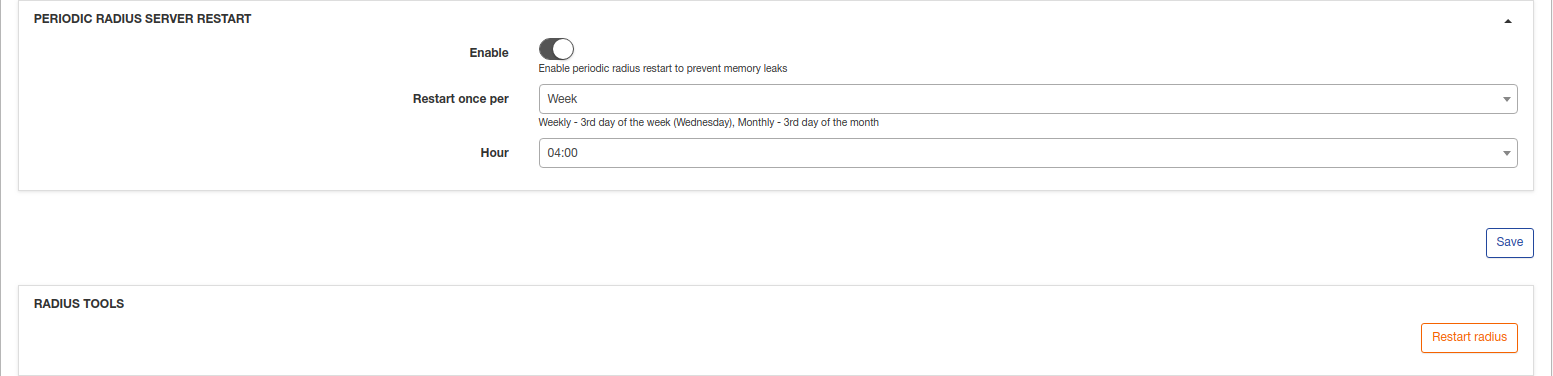 PERIODIC RADIUS SERVER RESTART
Enable
Enable periodic radius restart to prevent memory leaks
Restart once per
Week
Weekly - 3rd day of the week (Wednesday), Monthly - 3rd day of the month
Hour
04:00
Save
RADIUS TOOLS
Restart radius